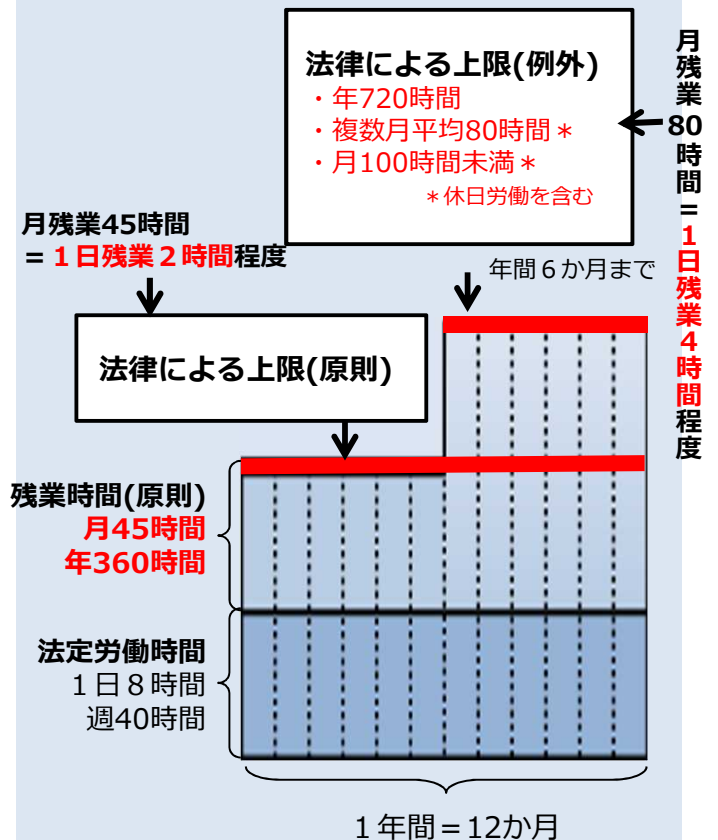 法律による上限(例外)
・年720時間
・複数月平均80時間＊
・月100時間未満＊
＊休日労働を含む
月残業80時間=1日残業4時間程度
月残業45時間
=１日残業２時間程度
年間６か月まで
法律による上限(原則)
残業時間(原則)
月45時間
年360時間
法定労働時間
１日８時間
週40時間
１年間＝12か月